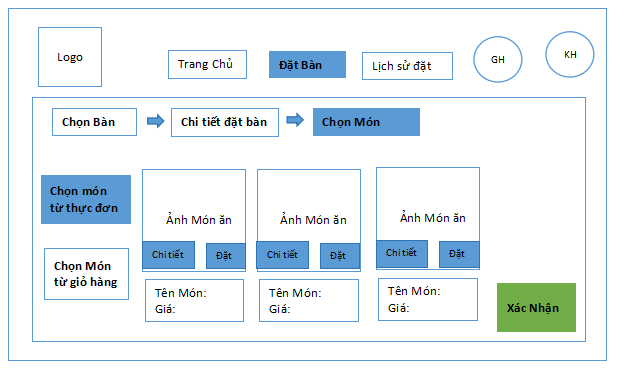 Logo
Trang Chủ
Đặt Bàn
Lịch sử đặt
GH
KH
Chọn Bàn
Chi tiết đặt bàn
Chọn Món
Chọn món
từ thực đơn
Ảnh Món ăn
Ảnh Món ăn
Ảnh Món ăn
Chi tiết
Đặt
Chi tiết
Đặt
Chi tiết
Đặt
Chọn Món
từ giỏ hàng
Tên Món:
Giá:
Tên Món:
Giá:
Tên Món:
Giá:
Xác Nhận